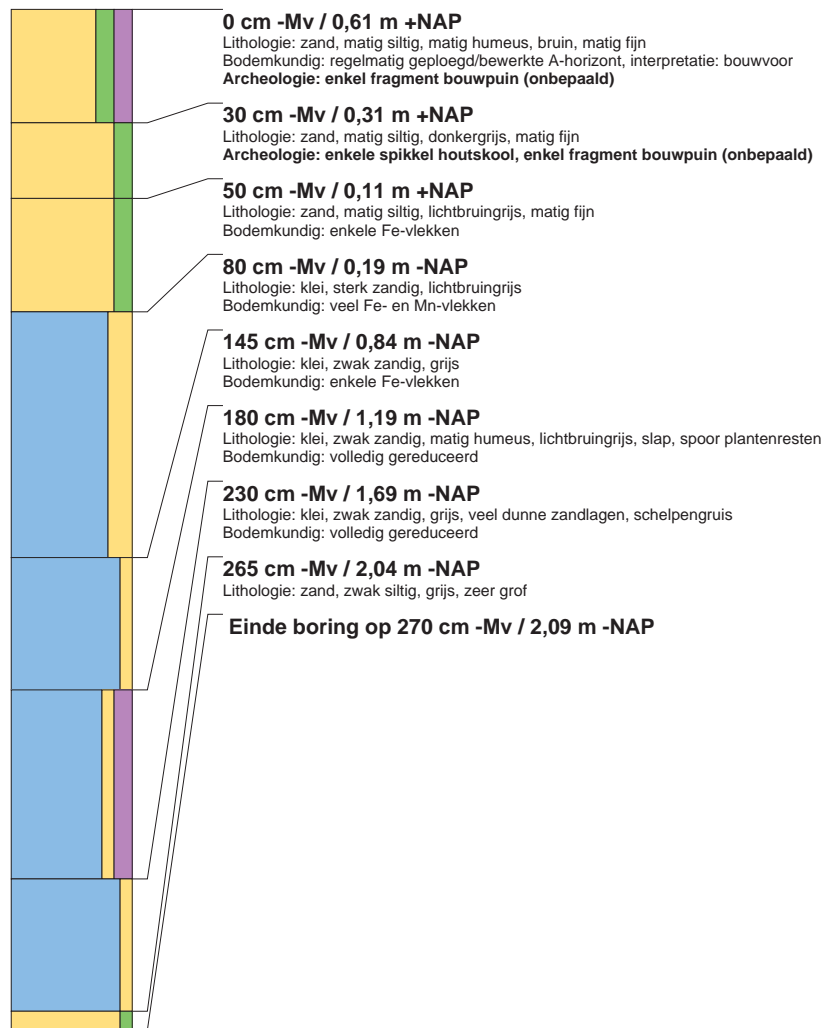 0 cm -Mv / 0,61 m +NAP
Lithologie: zand, matig siltig, matig humeus, bruin, matig fijn
Bodemkundig: regelmatig geploegd/bewerkte A-horizont, interpretatie: bouwvoor
Archeologie: enkel fragment bouwpuin (onbepaald)
30 cm -Mv / 0,31 m +NAP
Lithologie: zand, matig siltig, donkergrijs, matig fijn
Archeologie: enkele spikkel houtskool, enkel fragment bouwpuin (onbepaald)
50 cm -Mv / 0,11 m +NAP
Lithologie: zand, matig siltig, lichtbruingrijs, matig fijn
Bodemkundig: enkele Fe-vlekken
80 cm -Mv / 0,19 m -NAP
Lithologie: klei, sterk zandig, lichtbruingrijs
Bodemkundig: veel Fe- en Mn-vlekken
145 cm -Mv / 0,84 m -NAP
Lithologie: klei, zwak zandig, grijs
Bodemkundig: enkele Fe-vlekken
180 cm -Mv / 1,19 m -NAP
Lithologie: klei, zwak zandig, matig humeus, lichtbruingrijs, slap, spoor plantenresten
Bodemkundig: volledig gereduceerd
230 cm -Mv / 1,69 m -NAP
Lithologie: klei, zwak zandig, grijs, veel dunne zandlagen, schelpengruis
Bodemkundig: volledig gereduceerd
265 cm -Mv / 2,04 m -NAP
Lithologie: zand, zwak siltig, grijs, zeer grof
Einde boring op 270 cm -Mv / 2,09 m -NAP